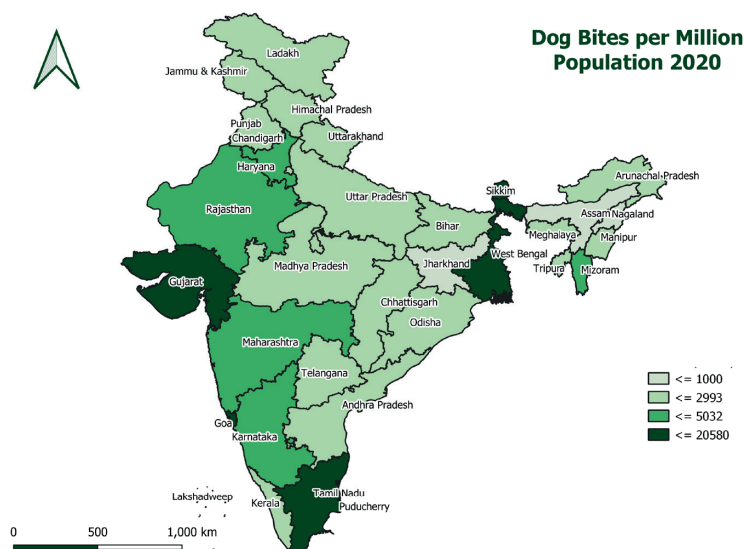 Dog Bites per Million
Population 2020
Ladakh
Jammu & Kashmir
Himachal Pradesh
Punjab
Chandigarh
Uttarakhand
Haryana
Arunachal Pradesh
Sikkim
Uttar Pradesh
Rajasthan
Assam
Nagaland
Bihar
Meghalaya
Manipur
West Bengal
Jharkhand
Madhya Pradesh
Tripura
Mizoram
Gujarat
Chhattisgarh
Odisha
Maharashtra
Telangana
<= 1000
<= 2993
<= 5032
<= 20580
Andhra Pradesh
Goa
Karnataka
Lakshadweep
Tamil Nadu
Kerala
Puducherry
0 500 1,000 km